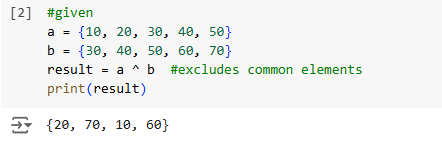 [2] #given
a = {10, 20, 30, 40, 50}
b = {30, 40, 50, 60, 70}
result = a ^ b  #excludes common elements
print(result)
{20, 70, 10, 60}